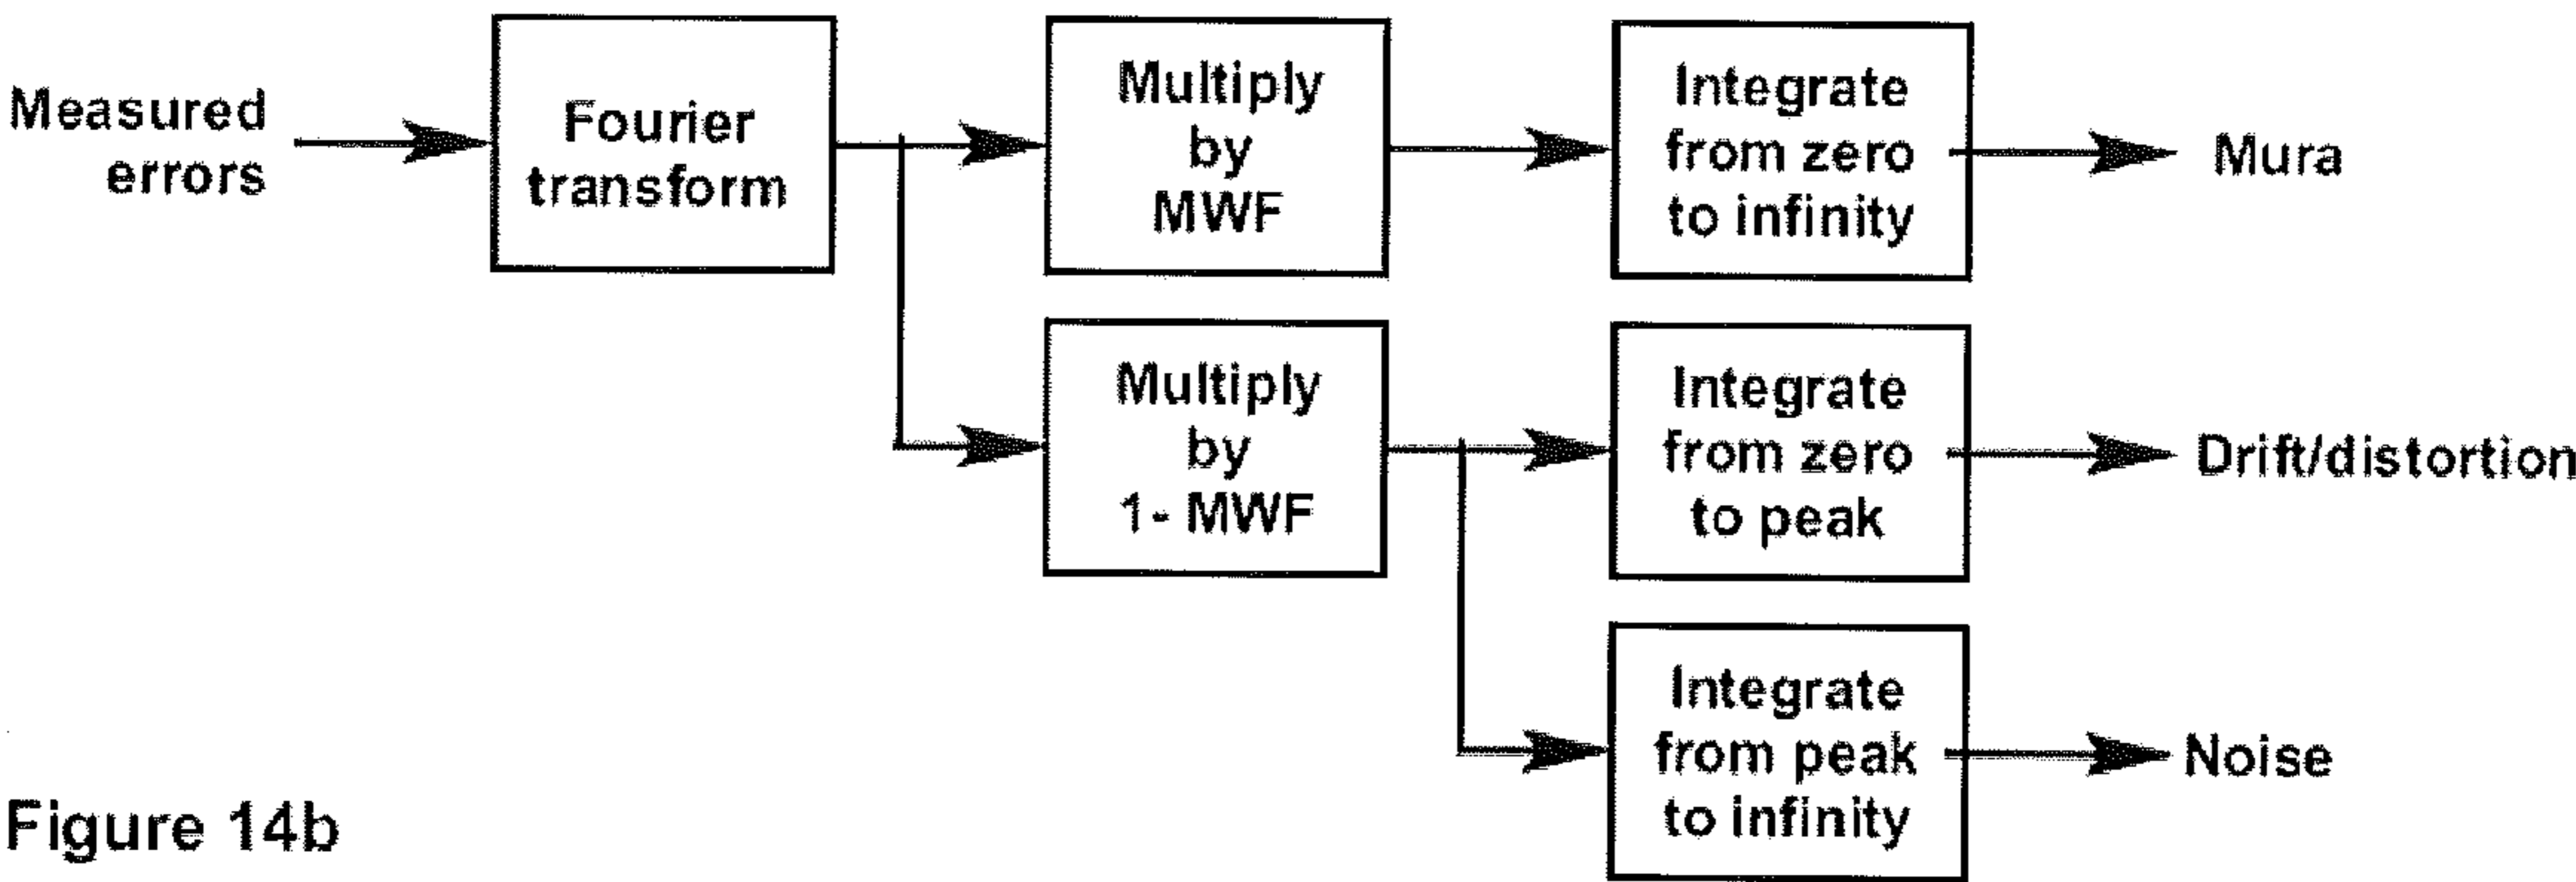 Measured
errors
Fourier
transform
Multiply
by
MWF
Integrate
from zero
to infinity
Mura
Multiply
by
1- MWF
Integrate
from zero
to peak
Drift/distortion
Integrate
from peak
to infinity
Noise
Figure 14b